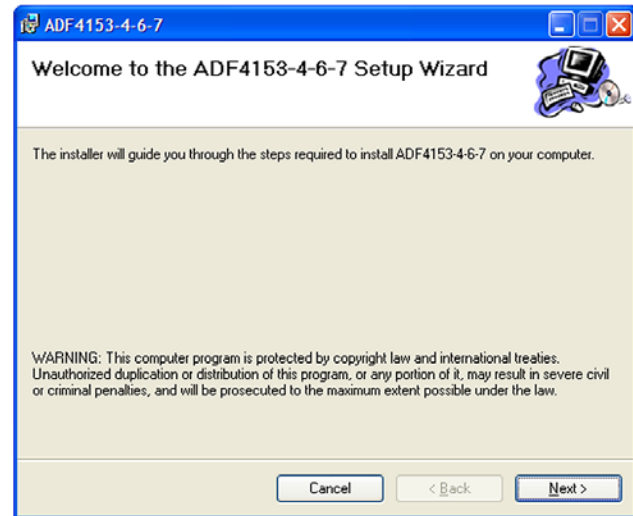 ADF4153-4-6-7
Welcome to the ADF4153-4-6-7 Setup Wizard
The installer will guide you through the steps required to install ADF4153-4-6-7 on your computer.
WARNING: This computer program is protected by copyright law and international treaties.
Unauthorized duplication or distribution of this program, or any portion of it, may result in severe civil
or criminal penalties, and will be prosecuted to the maximum extent possible under the law.
Cancel
< Back
Next >